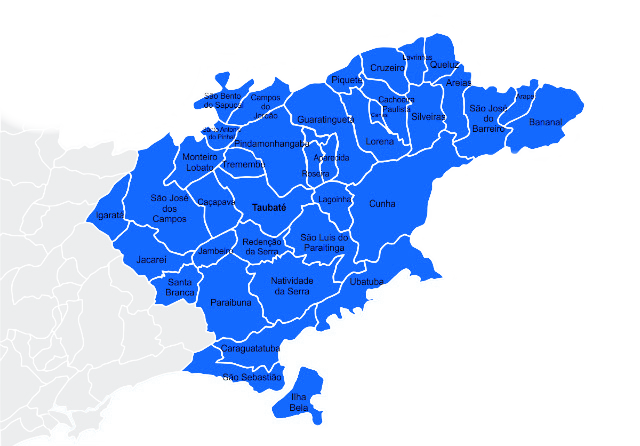 Lavrinhas
Queluz
Cruzeiro
Piquete
Areias
São Bento
do Sapucaí
Campos
do
Jordão
Cachoeira
Paulista
Canas
São José
do
Barreiro
Arapeí
Bananal
Silveiras
Guaratinguetá
Santo Antonio
do Pinhal
Pindamonhangaba
Lorena
Monteiro
Lobato
Tremembé
Aparecida
Roseira
São José
dos
Campos
Caçapava
Taubaté
Lagoinha
Cunha
Igaratá
Redenção
da Serra
São Luis do
Paraitinga
Jacareí
Jambeiro
Santa
Branca
Natividade
da Serra
Ubatuba
Paraibuna
Caraguatatuba
São Sebastião
Ilha
Bela